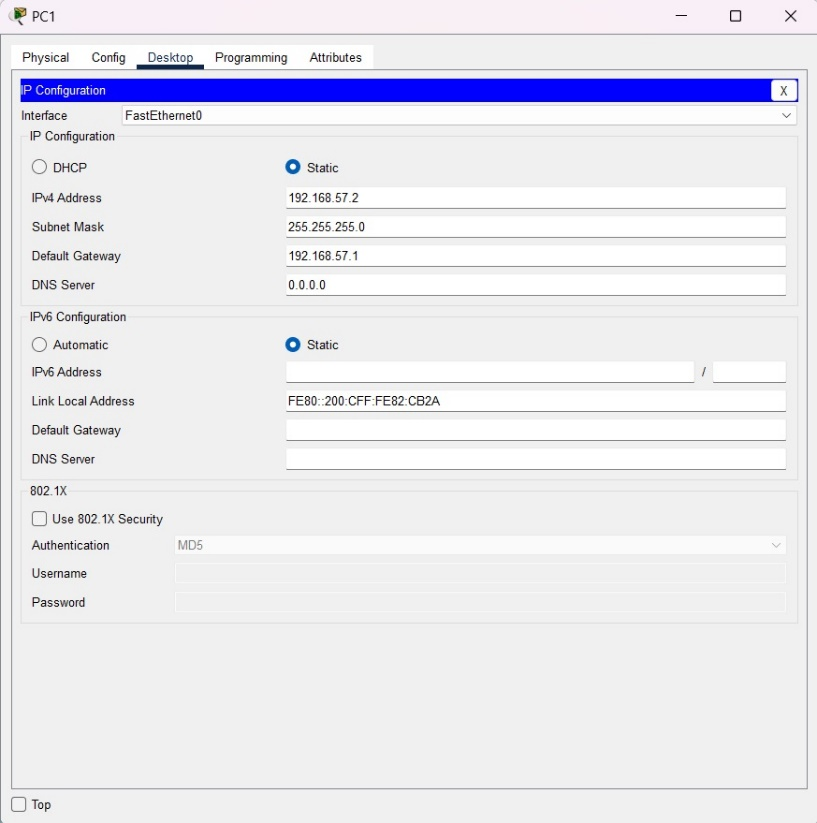 PC1
Physical Config Desktop Programming Attributes
IP Configuration X
Interface FastEthernet0
IP Configuration
DHCP Static
IPv4 Address 192.168.57.2
Subnet Mask 255.255.255.0
Default Gateway 192.168.57.1
DNS Server 0.0.0.0
IPv6 Configuration
Automatic Static
IPv6 Address /
Link Local Address FE80::200:CFF:FE82:CB2A
Default Gateway
DNS Server
802.1X
Use 802.1X Security
Authentication MD5
Username
Password
Top